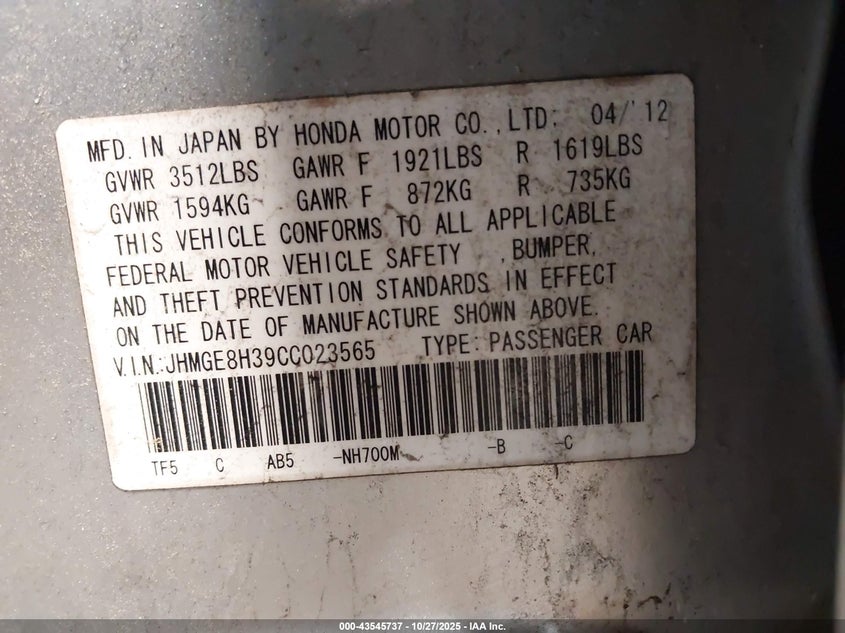 MFD. IN JAPAN BY HONDA MOTOR CO., LTD: 04/'12
GVWR 3512LBS GAWR F 1921LBS R 1619LBS
GVWR 1594KG GAWR F 872KG R 735KG
THIS VEHICLE CONFORMS TO ALL APPLICABLE
FEDERAL MOTOR VEHICLE SAFETY , BUMPER,
AND THEFT PREVENTION STANDARDS IN EFFECT
ON THE DATE OF MANUFACTURE SHOWN ABOVE.
V.I.N.:JHMGE8H39CC023565 TYPE: PASSENGER CAR
TF5 C AB5 -NH700M- -B -C
000-43545737 - 10/27/2025 - IAA Inc.